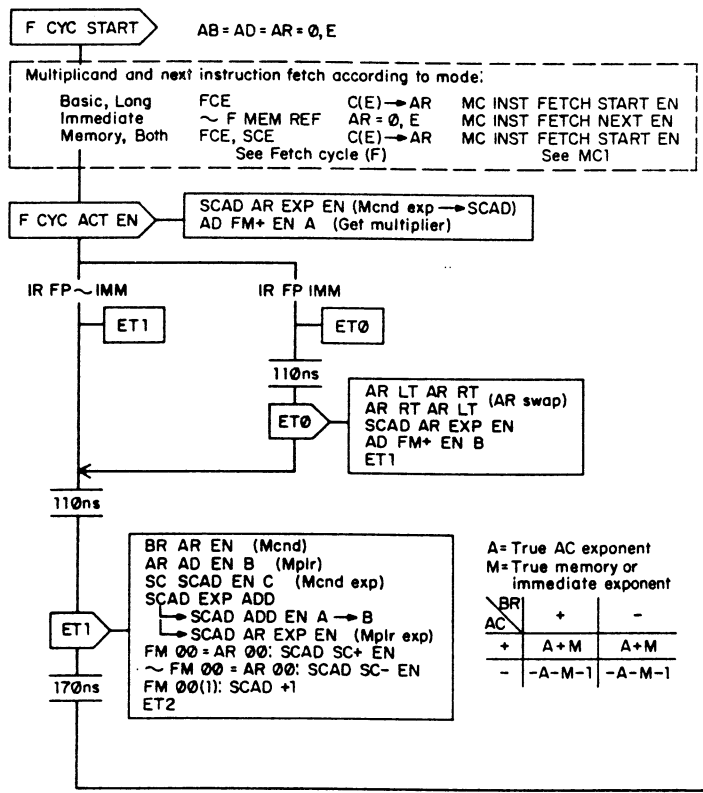 F CYC START
AB = AD = AR = Ø, E
Multiplicand and next instruction fetch according to mode:
Basic, Long FCE C(E)→AR MC INST FETCH START EN
Immediate ~ F MEM REF AR = Ø, E MC INST FETCH NEXT EN
Memory, Both FCE, SCE C(E)→AR MC INST FETCH START EN
See Fetch cycle (F) See MC1
F CYC ACT EN
SCAD AR EXP EN (Mcnd exp → SCAD)
AD FM+ EN A (Get multiplier)
IR FP ~ IMM
IR FP IMM
ET1
ETØ
11Øns
ETØ
AR LT AR RT
AR RT AR LT
(AR swap)
SCAD AR EXP EN
AD FM+ EN B
ET1
11Øns
ET1
BR AR EN (Mcnd)
AR AD EN B (Mplr)
SC SCAD EN C (Mcnd exp)
SCAD EXP ADD
→ SCAD ADD EN A → B
→ SCAD AR EXP EN (Mplr exp)
FM ØØ = AR ØØ: SCAD SC+ EN
~ FM ØØ = AR ØØ: SCAD SC- EN
FM ØØ(1): SCAD +1
ET2
17Øns
A = True AC exponent
M = True memory or
immediate exponent
BR
AC
+ -
+ A+M A+M
- -A-M-1 -A-M-1